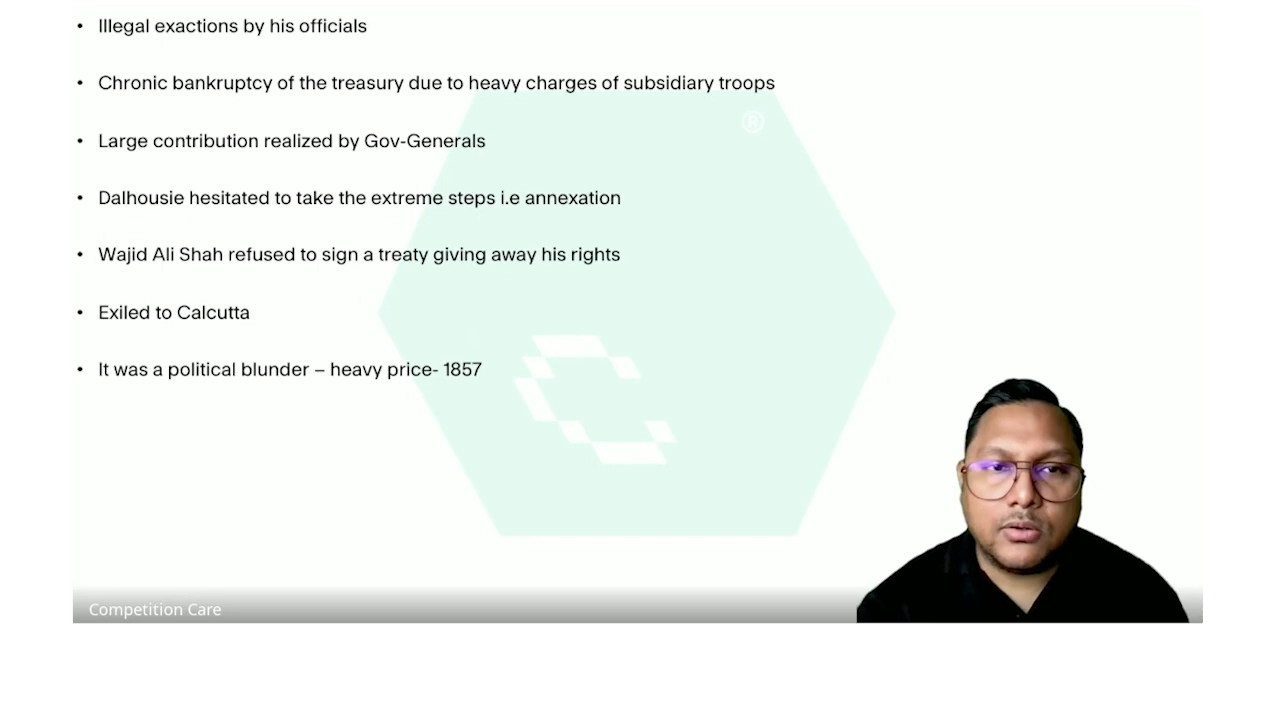 • Illegal exactions by his officials
• Chronic bankruptcy of the treasury due to heavy charges of subsidiary troops
®
• Large contribution realized by Gov-Generals
• Dalhousie hesitated to take the extreme steps i.e annexation
• Wajid Ali Shah refused to sign a treaty giving away his rights
• Exiled to Calcutta
• It was a political blunder – heavy price- 1857
Competition Care